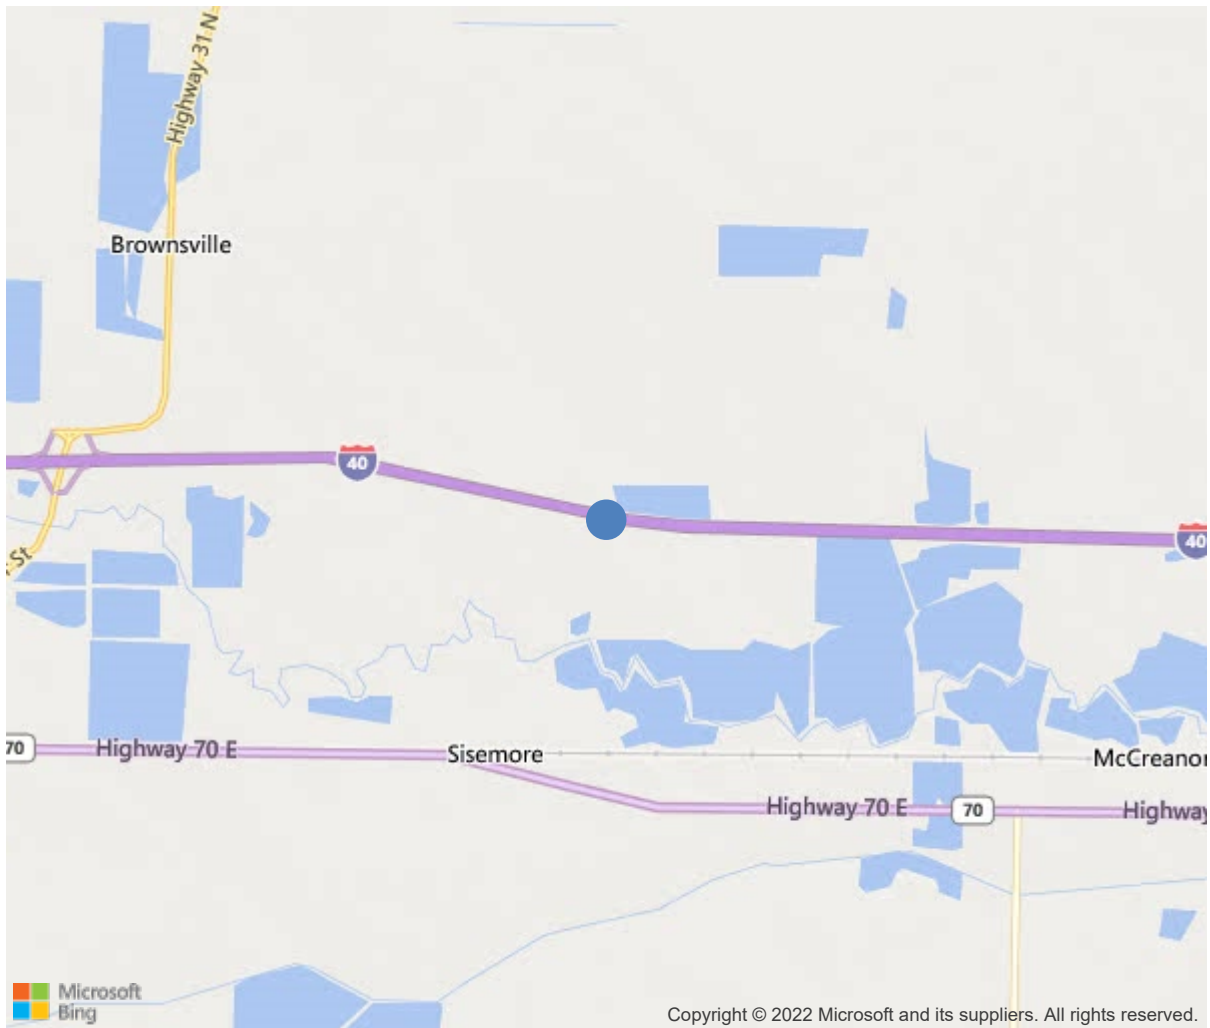 Highway 31 N
Brownsville
40
40
St
70
Highway 70 E
Sisemore
McCreanor
Highway 70 E
70
Highway
Microsoft
Bing
Copyright © 2022 Microsoft and its suppliers. All rights reserved.